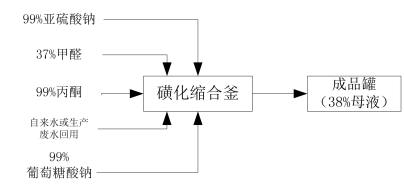 99%亚硫酸钠
37%甲醛
99%丙酮
自来水或生产
废水回用
99%
葡萄糖酸钠
磺化缩合釜
成品罐
（38%母液）